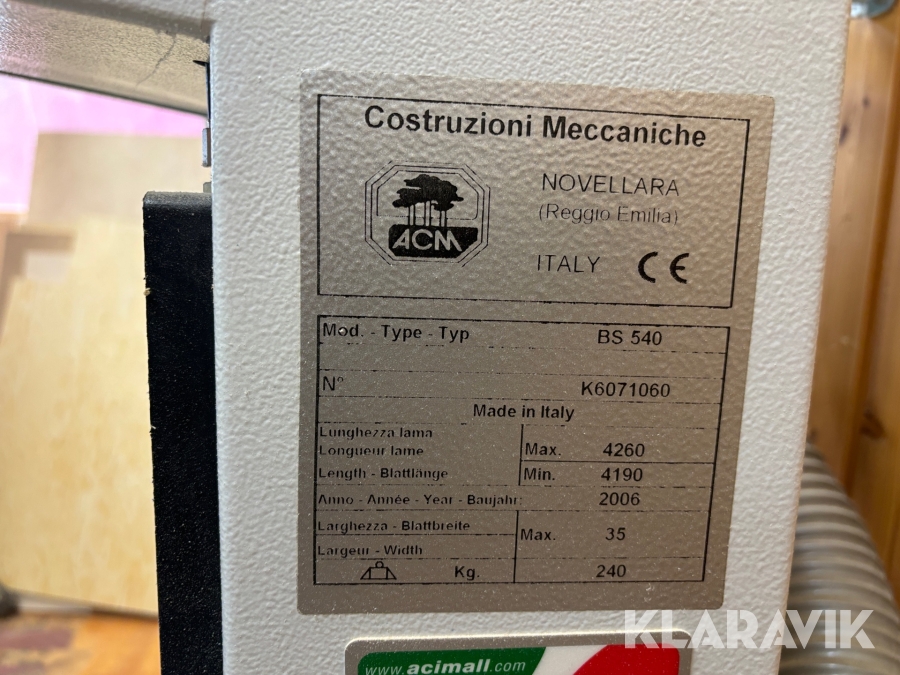 Costruzioni Meccaniche
ACM
NOVELLARA
(Reggio Emilia)
ITALY CE
Mod. - Type - Typ BS 540
N° K6071060
Made in Italy
Lunghezza lama
Longueur lame Max. 4260
Length - Blattlänge Min. 4190
Anno - Année - Year - Baujahr: 2006
Larghezza - Blattbreite
Max. 35
Largeur - Width
Kg. 240
KLARAVIK
www.acimall.com